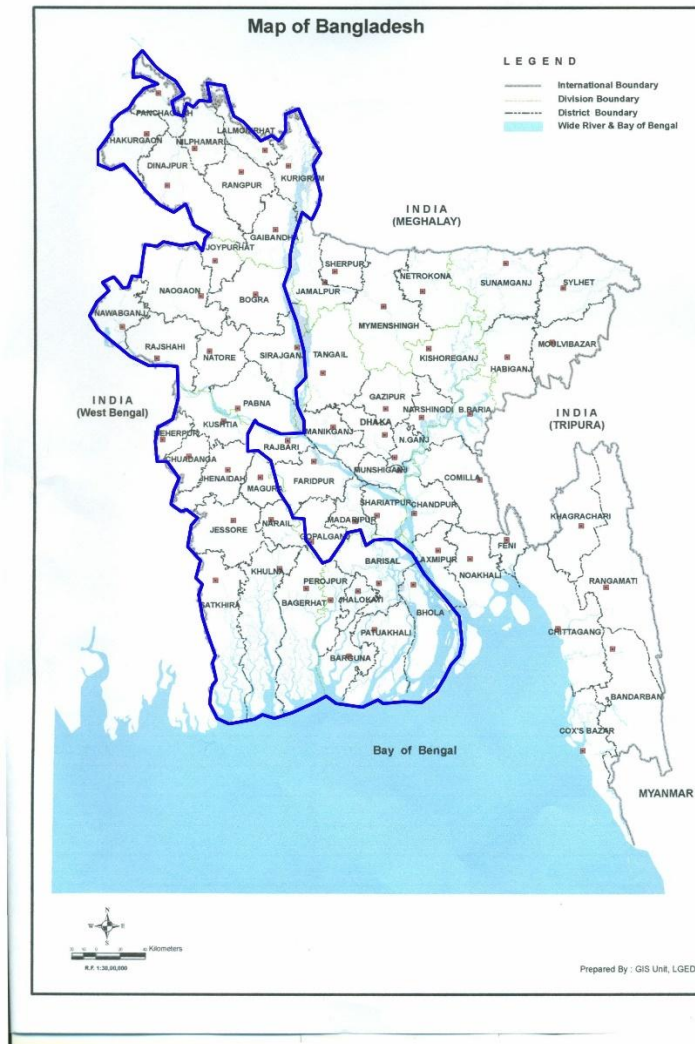 Map of Bangladesh
LEGEND
International Boundary
Division Boundary
District Boundary
Wide River & Bay of Bengal
PANCHAGARH
THAKURGAON
NILPHAMARI
LALMONIRHAT
DINAJPUR
RANGPUR
KURIGRAM
GAIBANDHA
INDIA
(MEGHALAY)
JOYPURHAT
SHERPUR
JAMALPUR
NETROKONA
SUNAMGANJ
SYLHET
NAOGAON
BOGRA
MYMENSHINGH
NAWABGANJ
RAJSHAHI
NATORE
SIRAJGANJ
TANGAIL
KISHOREGANJ
HABIGANJ
MOULVIBAZAR
INDIA
(West Bengal)
PABNA
GAZIPUR
NARSHINGDI
B.BARIA
INDIA
(TRIPURA)
KUSHTIA
MANIKGANJ
DHAKA
N.GANJ
MEHERPUR
CHUADANGA
RAJBARI
MUNSHIGANJ
JHENAIDAH
MAGURA
FARIDPUR
COMILLA
SHARIATPUR
CHANDPUR
JESSORE
NARAIL
MADARIPUR
GOPALGANJ
KHAGRACHARI
FENI
KHULNA
BARISAL
LAXMIPUR
NOAKHALI
SATKHIRA
PEROJPUR
BAGERHAT
JHALOKATI
BHOLA
RANGAMATI
PATUAKHALI
BARGUNA
CHITTAGANG
BANDARBAN
COX'S BAZAR
Bay of Bengal
MYANMAR
N
W E
S
Kilometers
R.F. 1:30,00,000
Prepared By : GIS Unit, LGED